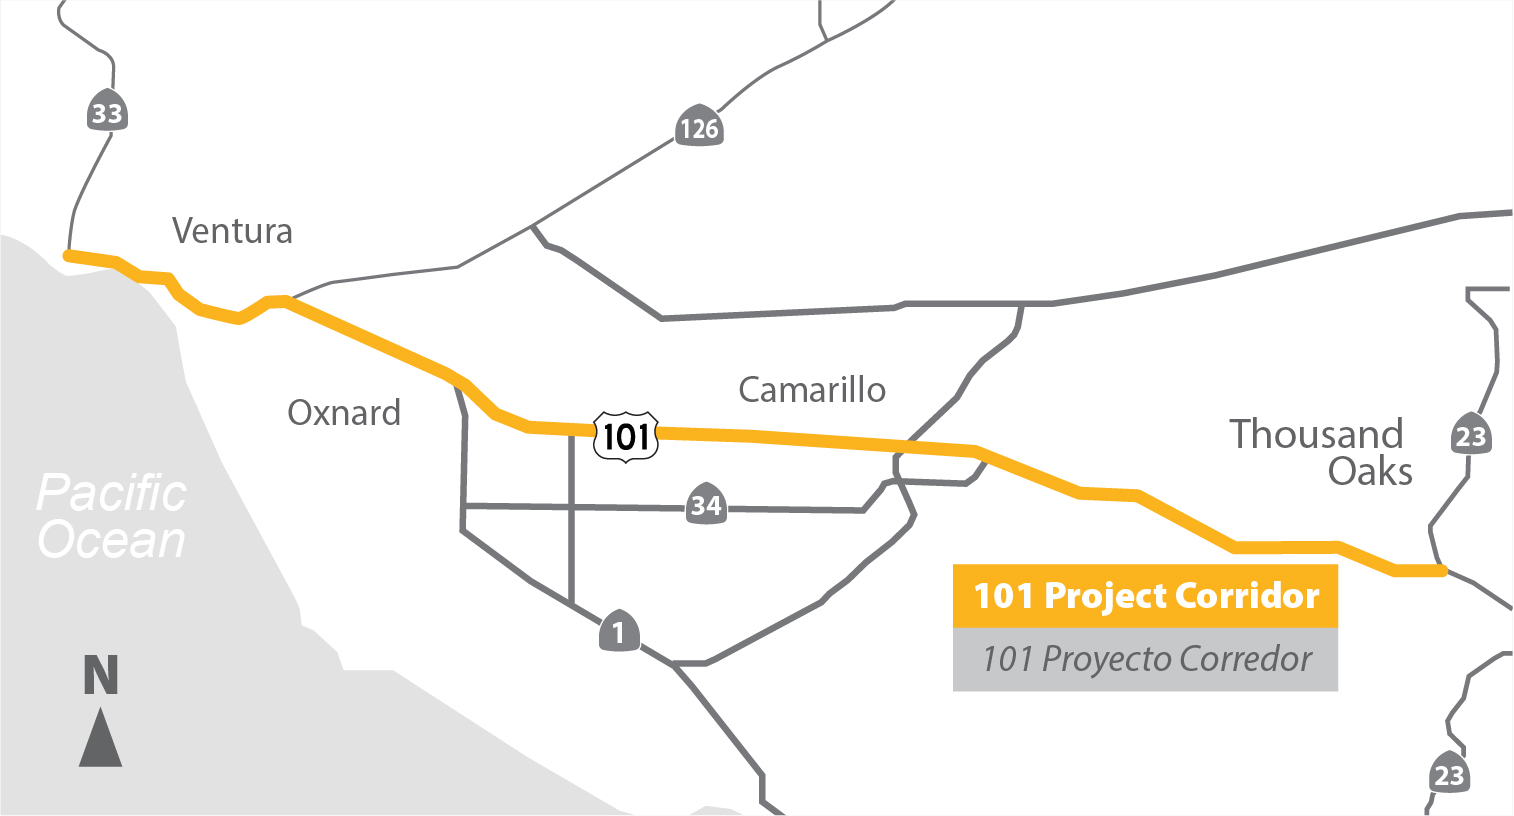 33
126
Ventura
Camarillo
Oxnard
101
Thousand
Oaks
23
Pacific
Ocean
34
101 Project Corridor
101 Proyecto Corredor
1
N
23